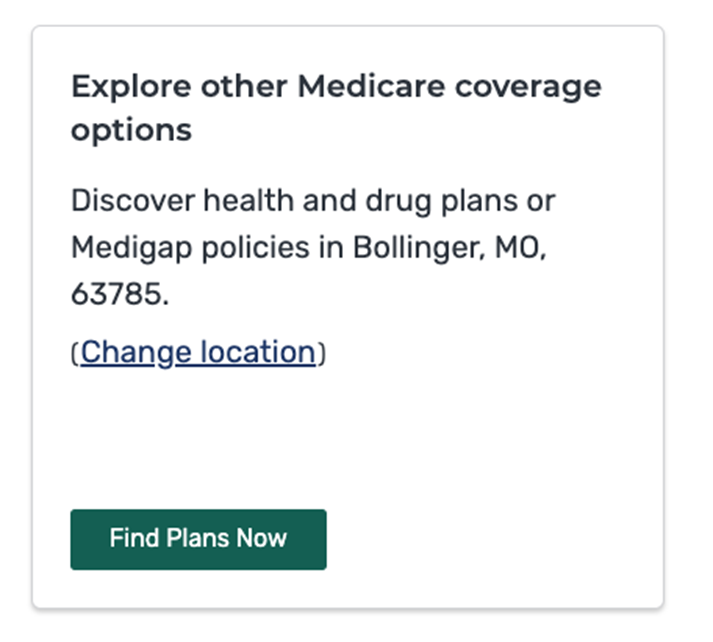 Explore other Medicare coverage
options
Discover health and drug plans or
Medigap policies in Bollinger, MO,
63785.
(Change location)
Find Plans Now